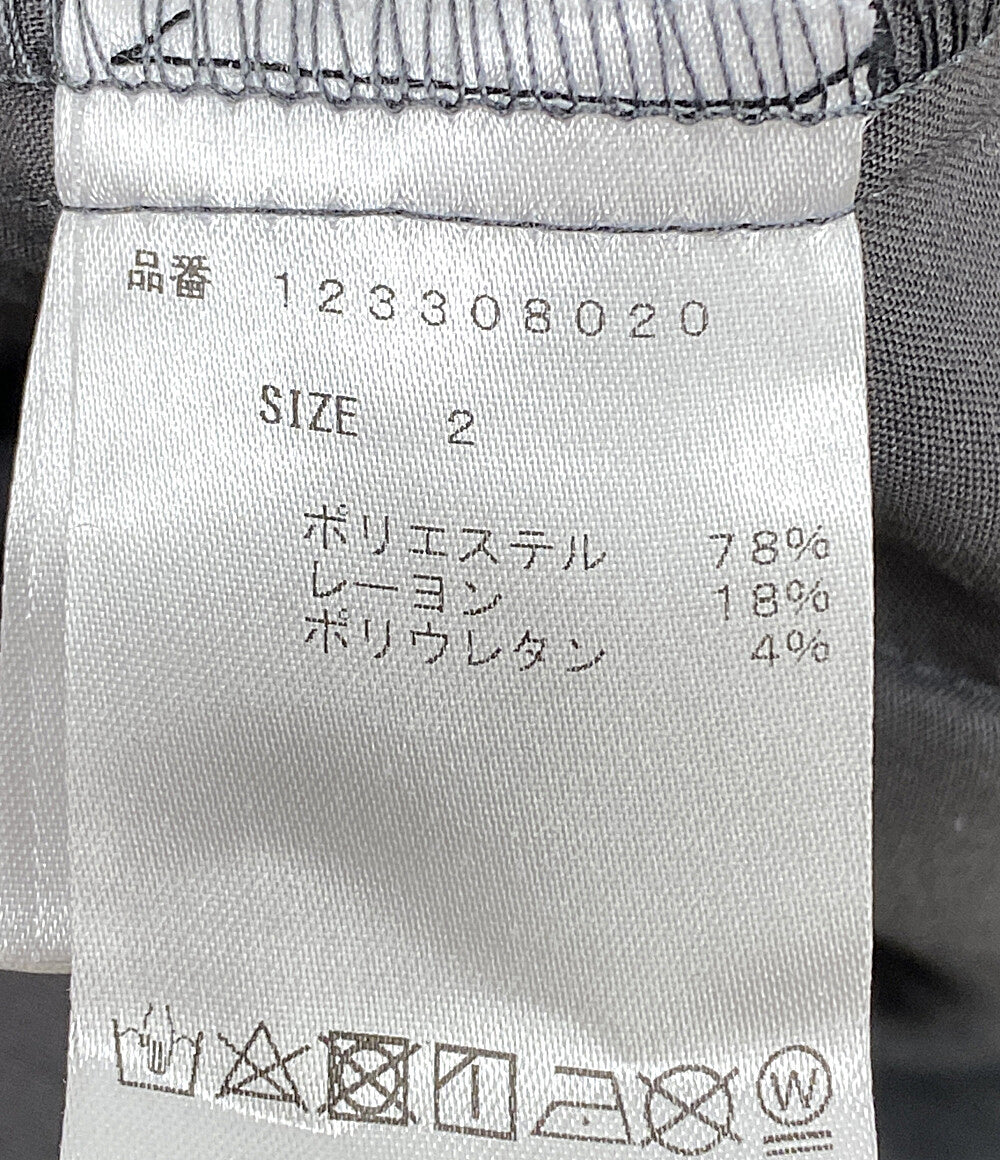 品番 123308020
SIZE 2
ポリエステル 78%
レーヨン 18%
ポリウレタン 4%
W